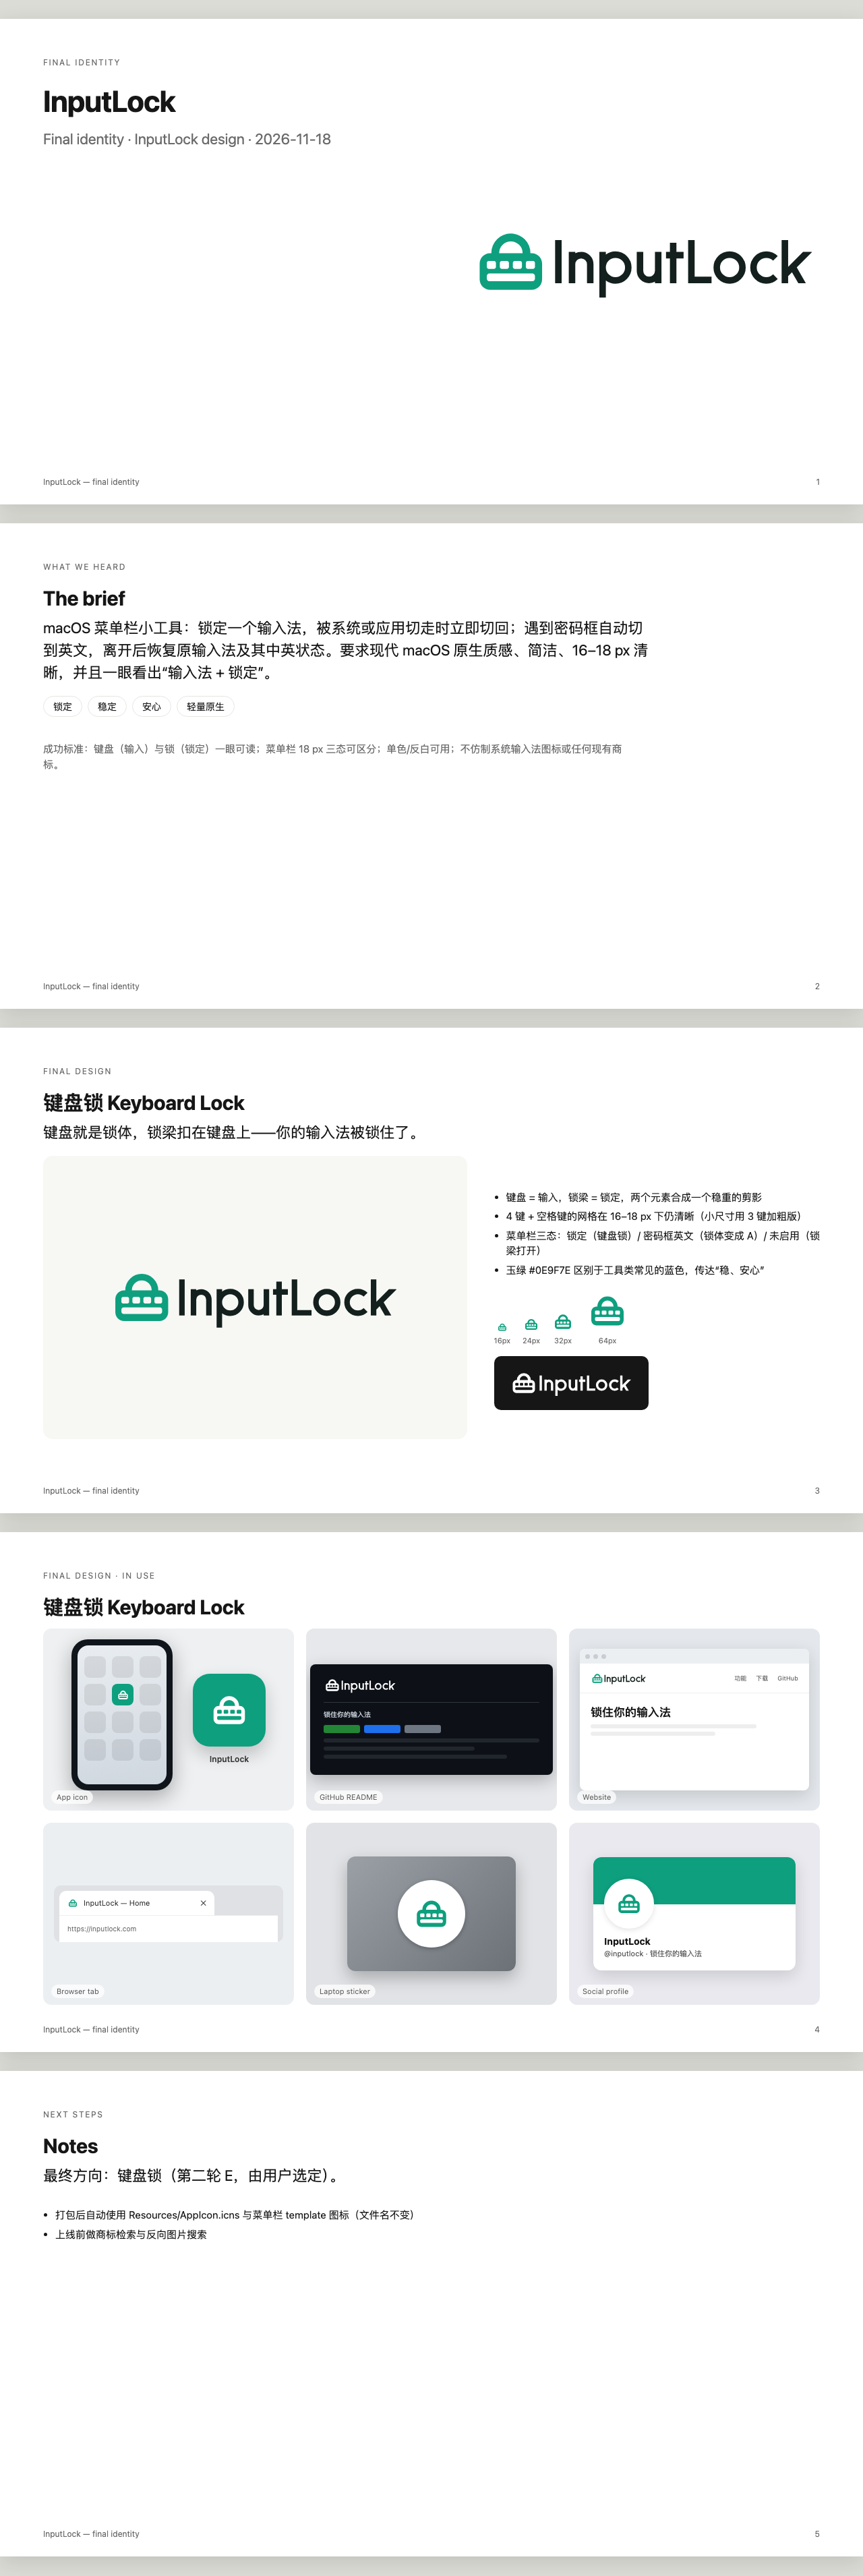 FINAL IDENTITY
InputLock
Final identity · InputLock design · 2026-11-18
InputLock
InputLock — final identity
1
WHAT WE HEARD
The brief
macOS 菜单栏小工具：锁定一个输入法，被系统或应用切走时立即切回；遇到密码框自动切
到英文，离开后恢复原输入法及其中英状态。要求现代 macOS 原生质感、简洁、16–18 px 清
晰，并且一眼看出“输入法 + 锁定”。
锁定
稳定
安心
轻量原生
成功标准：键盘（输入）与锁（锁定）一眼可读；菜单栏 18 px 三态可区分；单色/反白可用；不仿制系统输入法图标或任何现有商
标。
InputLock — final identity
2
FINAL DESIGN
键盘锁 Keyboard Lock
键盘就是锁体，锁梁扣在键盘上——你的输入法被锁住了。
InputLock
• 键盘 = 输入，锁梁 = 锁定，两个元素合成一个稳重的剪影
• 4 键 + 空格键的网格在 16–18 px 下仍清晰（小尺寸用 3 键加粗版）
• 菜单栏三态：锁定（键盘锁）/ 密码框英文（锁体变成 A）/ 未启用（锁
梁打开）
• 玉绿 #0E9F7E 区别于工具类常见的蓝色，传达“稳、安心”
16px
24px
32px
64px
InputLock
InputLock — final identity
3
FINAL DESIGN · IN USE
键盘锁 Keyboard Lock
InputLock
App icon
InputLock
锁住你的输入法
GitHub README
InputLock
功能
下载
GitHub
锁住你的输入法
Website
InputLock — Home
https://inputlock.com
Browser tab
Laptop sticker
InputLock
@inputlock · 锁住你的输入法
Social profile
InputLock — final identity
4
NEXT STEPS
Notes
最终方向：键盘锁（第二轮 E，由用户选定）。
• 打包后自动使用 Resources/AppIcon.icns 与菜单栏 template 图标（文件名不变）
• 上线前做商标检索与反向图片搜索
InputLock — final identity
5